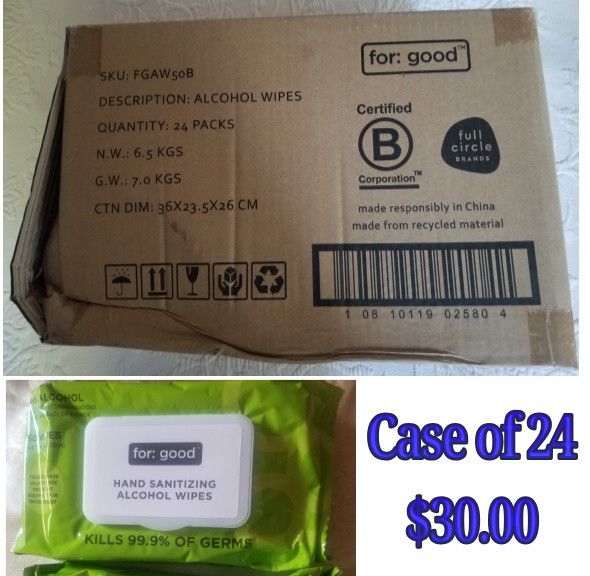 for: good™
SKU: FGAW50B
DESCRIPTION: ALCOHOL WIPES
QUANTITY: 24 PACKS
N.W.: 6.5 KGS
G.W.: 7.0 KGS
CTN DIM: 36X23.5X26 CM
Certified
B
Corporation™
full
circle
BRANDS
made responsibly in China
made from recycled material
1 08 10119 02580 4
ALCOHOL
for: good
HAND SANITIZING
ALCOHOL WIPES
KILLS 99.9% OF GERMS
Case of 24
$30.00